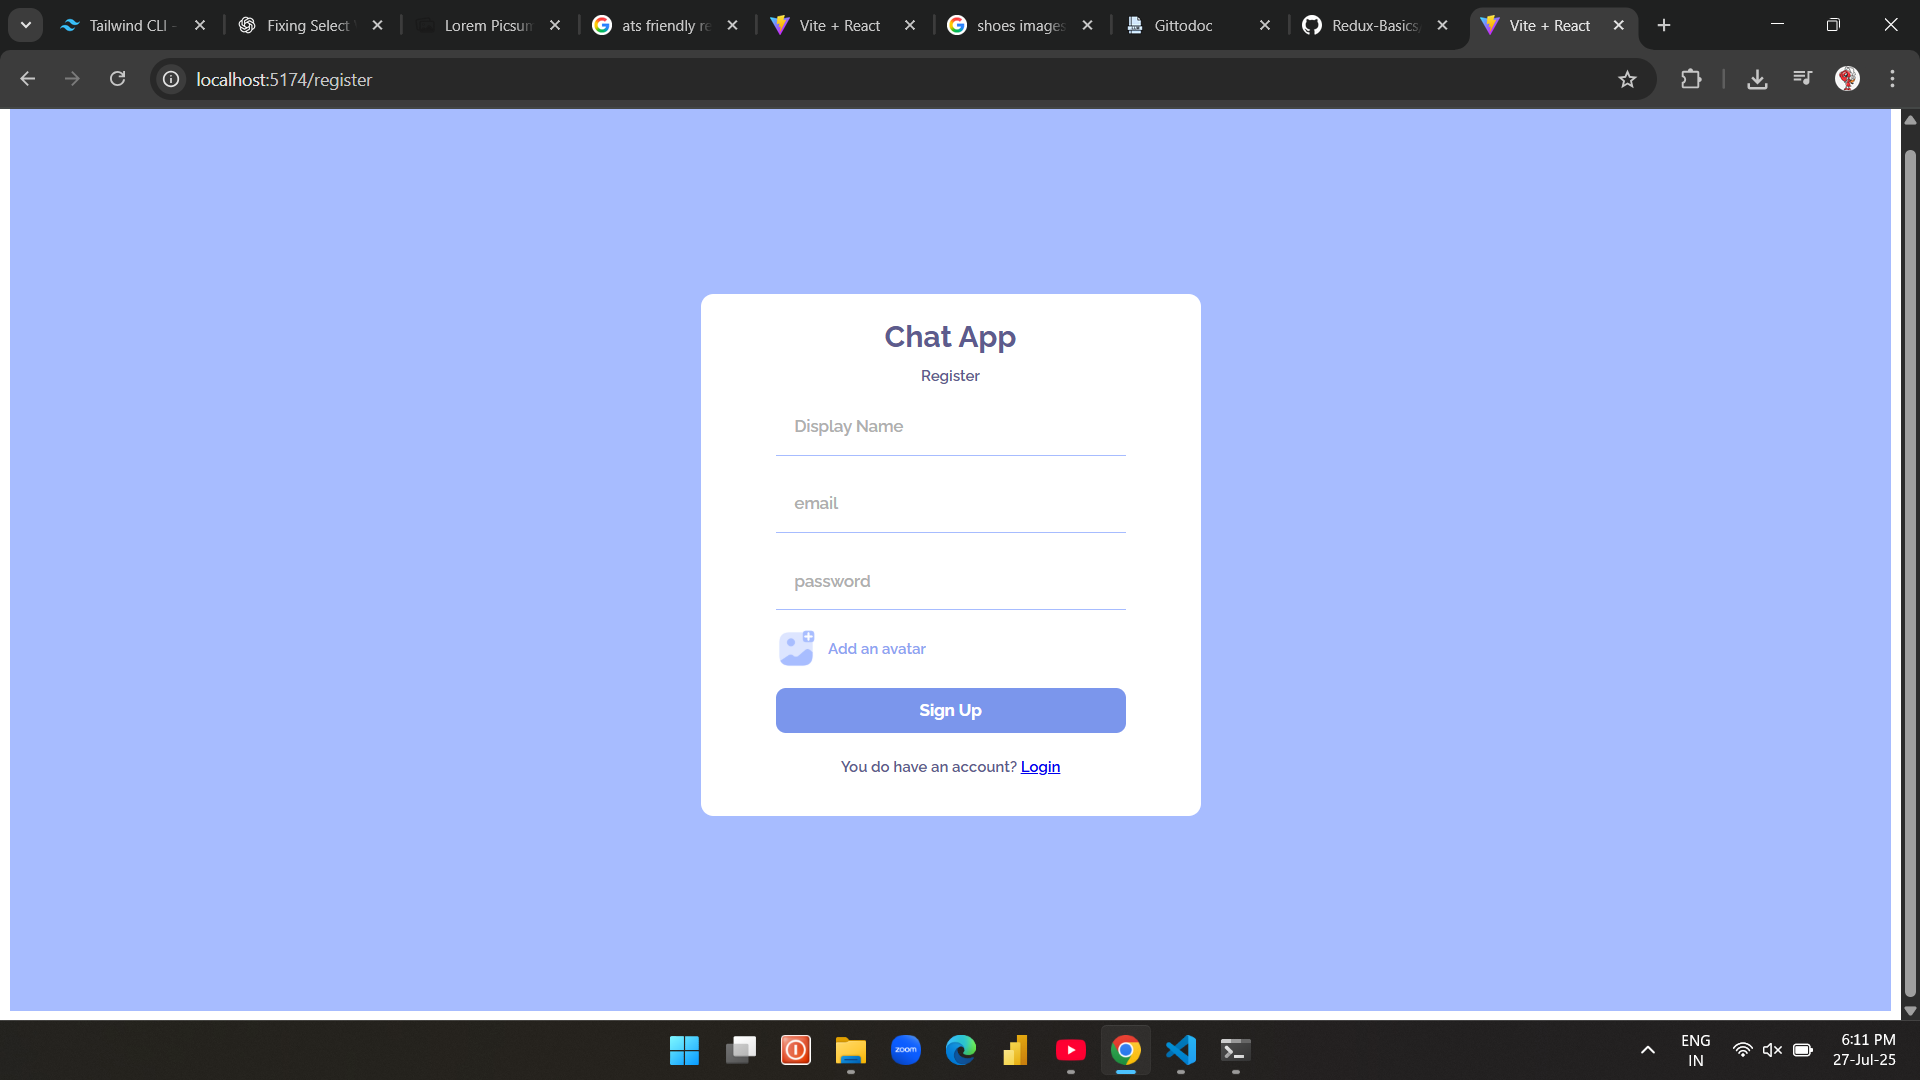 Tailwind CLI -
Fixing Select
Lorem Picsum
ats friendly re
Vite + React
shoes images
Gittodoc
Redux-Basics/
Vite + React
localhost:5174/register
Chat App
Register
Display Name
email
password
Add an avatar
Sign Up
You do have an account? Login
zoom
ENG
IN
6:11 PM
27-Jul-25